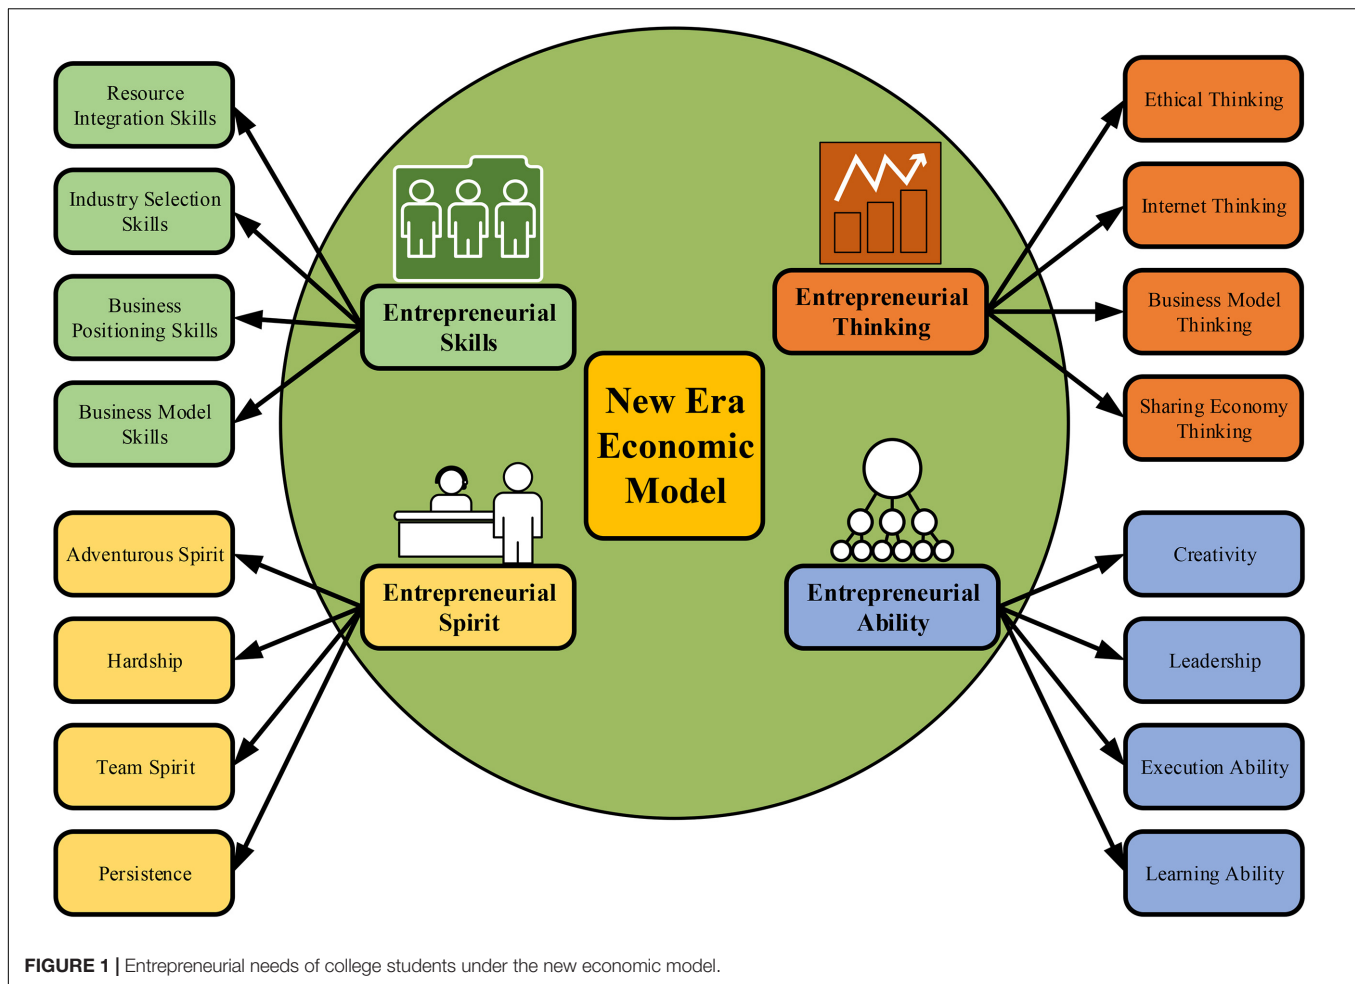 Resource
Integration Skills
Industry Selection
Skills
Business
Positioning Skills
Business Model
Skills
Entrepreneurial
Skills
Entrepreneurial
Thinking
Ethical Thinking
Internet Thinking
Business Model
Thinking
Sharing Economy
Thinking
New Era
Economic
Model
Adventurous Spirit
Hardship
Team Spirit
Persistence
Entrepreneurial
Spirit
Entrepreneurial
Ability
Creativity
Leadership
Execution Ability
Learning Ability
FIGURE 1 | Entrepreneurial needs of college students under the new economic model.